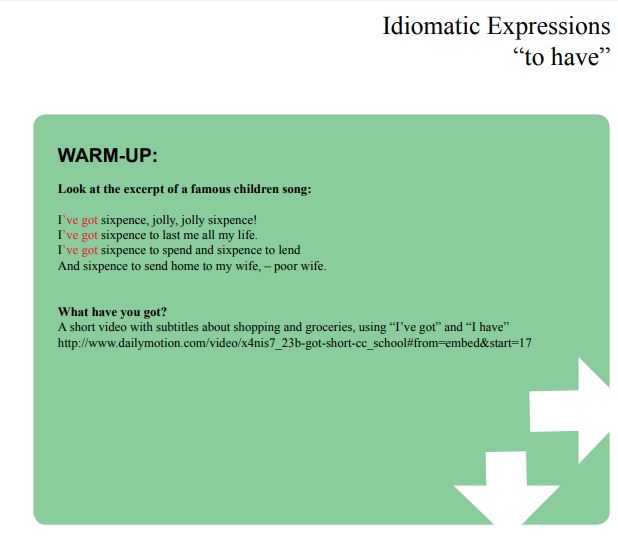 Idiomatic Expressions
“to have”
WARM-UP:
Look at the excerpt of a famous children song:
I’ve got sixpence, jolly, jolly sixpence!
I’ve got sixpence to last me all my life.
I’ve got sixpence to spend and sixpence to lend
And sixpence to send home to my wife, – poor wife.
What have you got?
A short video with subtitles about shopping and groceries, using “I’ve got” and “I have”
http://www.dailymotion.com/video/x4nis7_23b-got-short-cc_school#from=embed&start=17